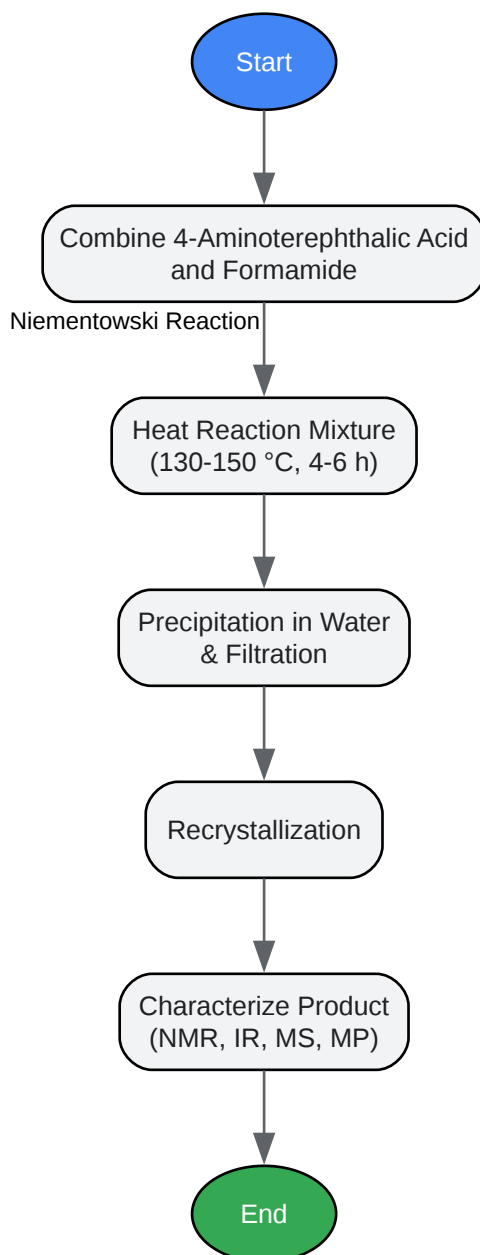 Start
Combine 4-Aminoterephthalic Acid
and Formamide
Niementowski Reaction
Heat Reaction Mixture
(130-150 °C, 4-6 h)
Precipitation in Water
& Filtration
Recrystallization
Characterize Product
(NMR, IR, MS, MP)
End